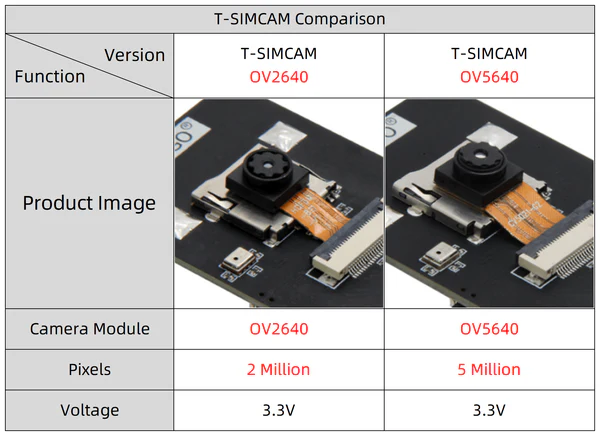 T-SIMCAM Comparison
Version
Function
T-SIMCAM
OV2640
T-SIMCAM
OV5640
Product Image
GO®
Camera Module
OV2640
OV5640
Pixels
2 Million
5 Million
Voltage
3.3V
3.3V